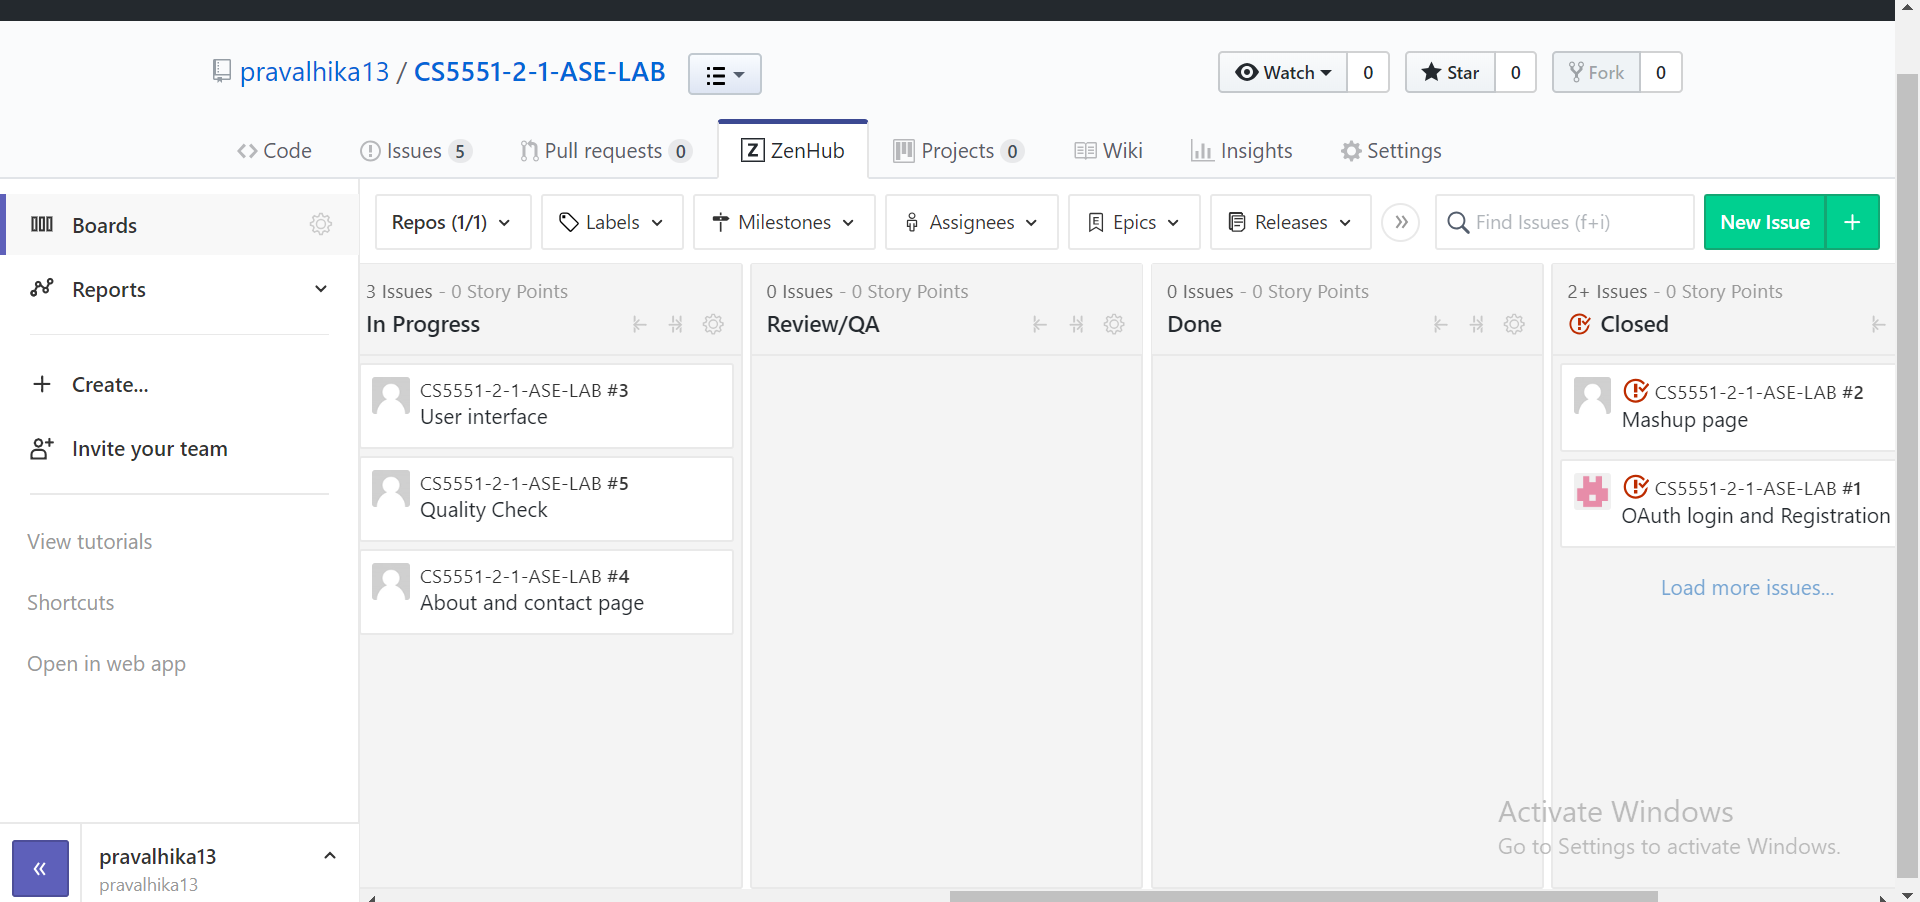 pravalhika13 / CS5551-2-1-ASE-LAB
Watch 0 Star 0 Fork 0
Code Issues 5 Pull requests 0 ZenHub Projects 0 Wiki Insights Settings
Boards
Reports
Create...
Invite your team
View tutorials
Shortcuts
Open in web app
pravalhika13
pravalhika13
Repos (1/1) Labels Milestones Assignees Epics Releases Find Issues (f+i) New Issue +
3 Issues - 0 Story Points
In Progress
CS5551-2-1-ASE-LAB #3
User interface
CS5551-2-1-ASE-LAB #5
Quality Check
CS5551-2-1-ASE-LAB #4
About and contact page
0 Issues - 0 Story Points
Review/QA
0 Issues - 0 Story Points
Done
2+ Issues - 0 Story Points
Closed
CS5551-2-1-ASE-LAB #2
Mashup page
CS5551-2-1-ASE-LAB #1
OAuth login and Registration
Load more issues...
Activate Windows
Go to Settings to activate Windows.